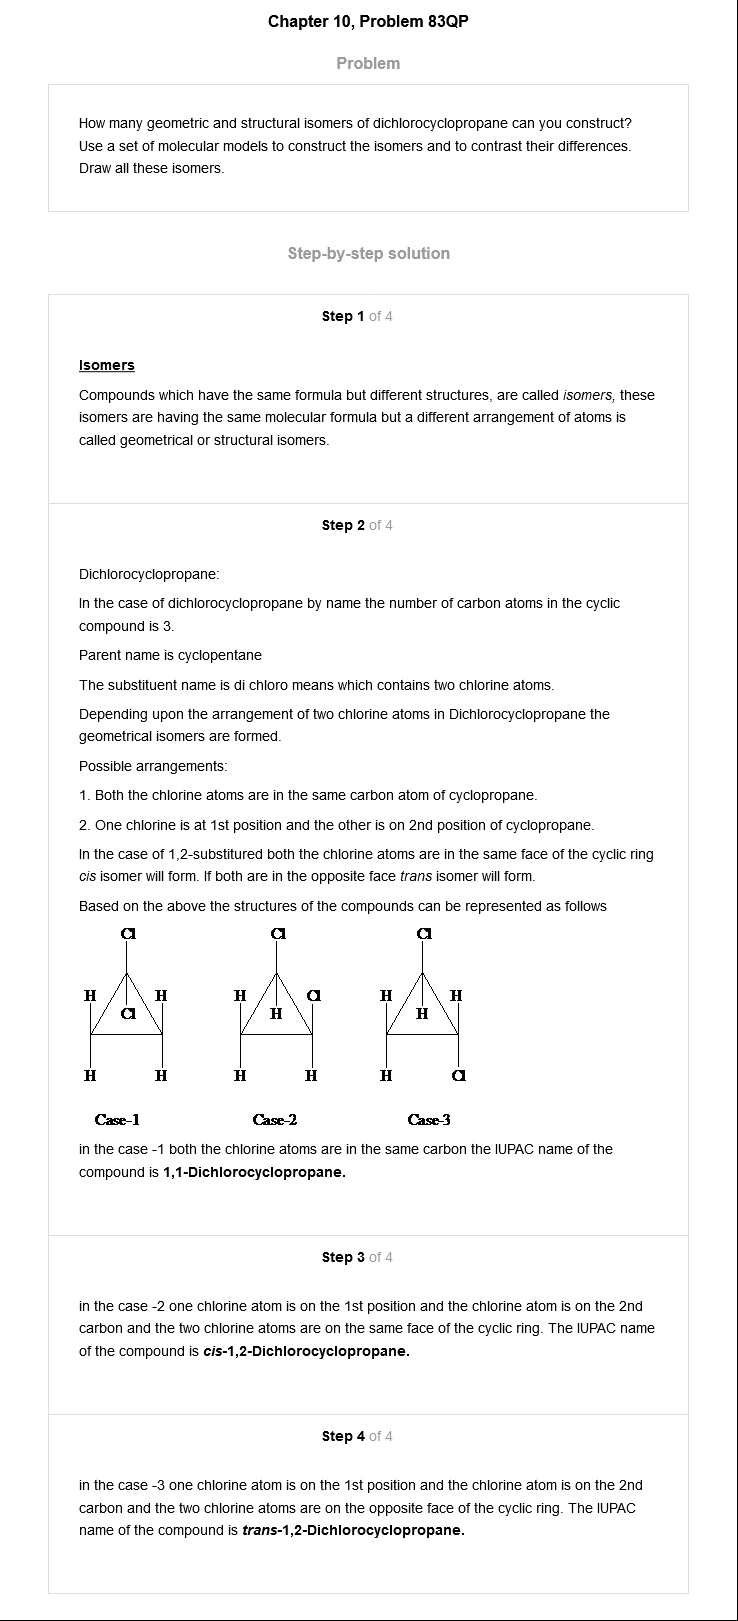 Chapter 10, Problem 83QP
Problem
How many geometric and structural isomers of dichlorocyclopropane can you construct?
Use a set of molecular models to construct the isomers and to contrast their differences.
Draw all these isomers.
Step-by-step solution
Step 1 of 4
Isomers
Compounds which have the same formula but different structures, are called isomers, these
isomers are having the same molecular formula but a different arrangement of atoms is
called geometrical or structural isomers.
Step 2 of 4
Dichlorocyclopropane:
In the case of dichlorocyclopropane by name the number of carbon atoms in the cyclic
compound is 3.
Parent name is cyclopentane
The substituent name is di chloro means which contains two chlorine atoms.
Depending upon the arrangement of two chlorine atoms in Dichlorocyclopropane the
geometrical isomers are formed.
Possible arrangements:
1. Both the chlorine atoms are in the same carbon atom of cyclopropane.
2. One chlorine is at 1st position and the other is on 2nd position of cyclopropane.
In the case of 1,2-substitured both the chlorine atoms are in the same face of the cyclic ring
cis isomer will form. If both are in the opposite face trans isomer will form.
Based on the above the structures of the compounds can be represented as follows
Cl Cl Cl
H H H Cl H H
Cl H H
H H H H H Cl
Case-1 Case-2 Case-3
in the case -1 both the chlorine atoms are in the same carbon the IUPAC name of the
compound is 1,1-Dichlorocyclopropane.
Step 3 of 4
in the case -2 one chlorine atom is on the 1st position and the chlorine atom is on the 2nd
carbon and the two chlorine atoms are on the same face of the cyclic ring. The IUPAC name
of the compound is cis-1,2-Dichlorocyclopropane.
Step 4 of 4
in the case -3 one chlorine atom is on the 1st position and the chlorine atom is on the 2nd
carbon and the two chlorine atoms are on the opposite face of the cyclic ring. The IUPAC
name of the compound is trans-1,2-Dichlorocyclopropane.